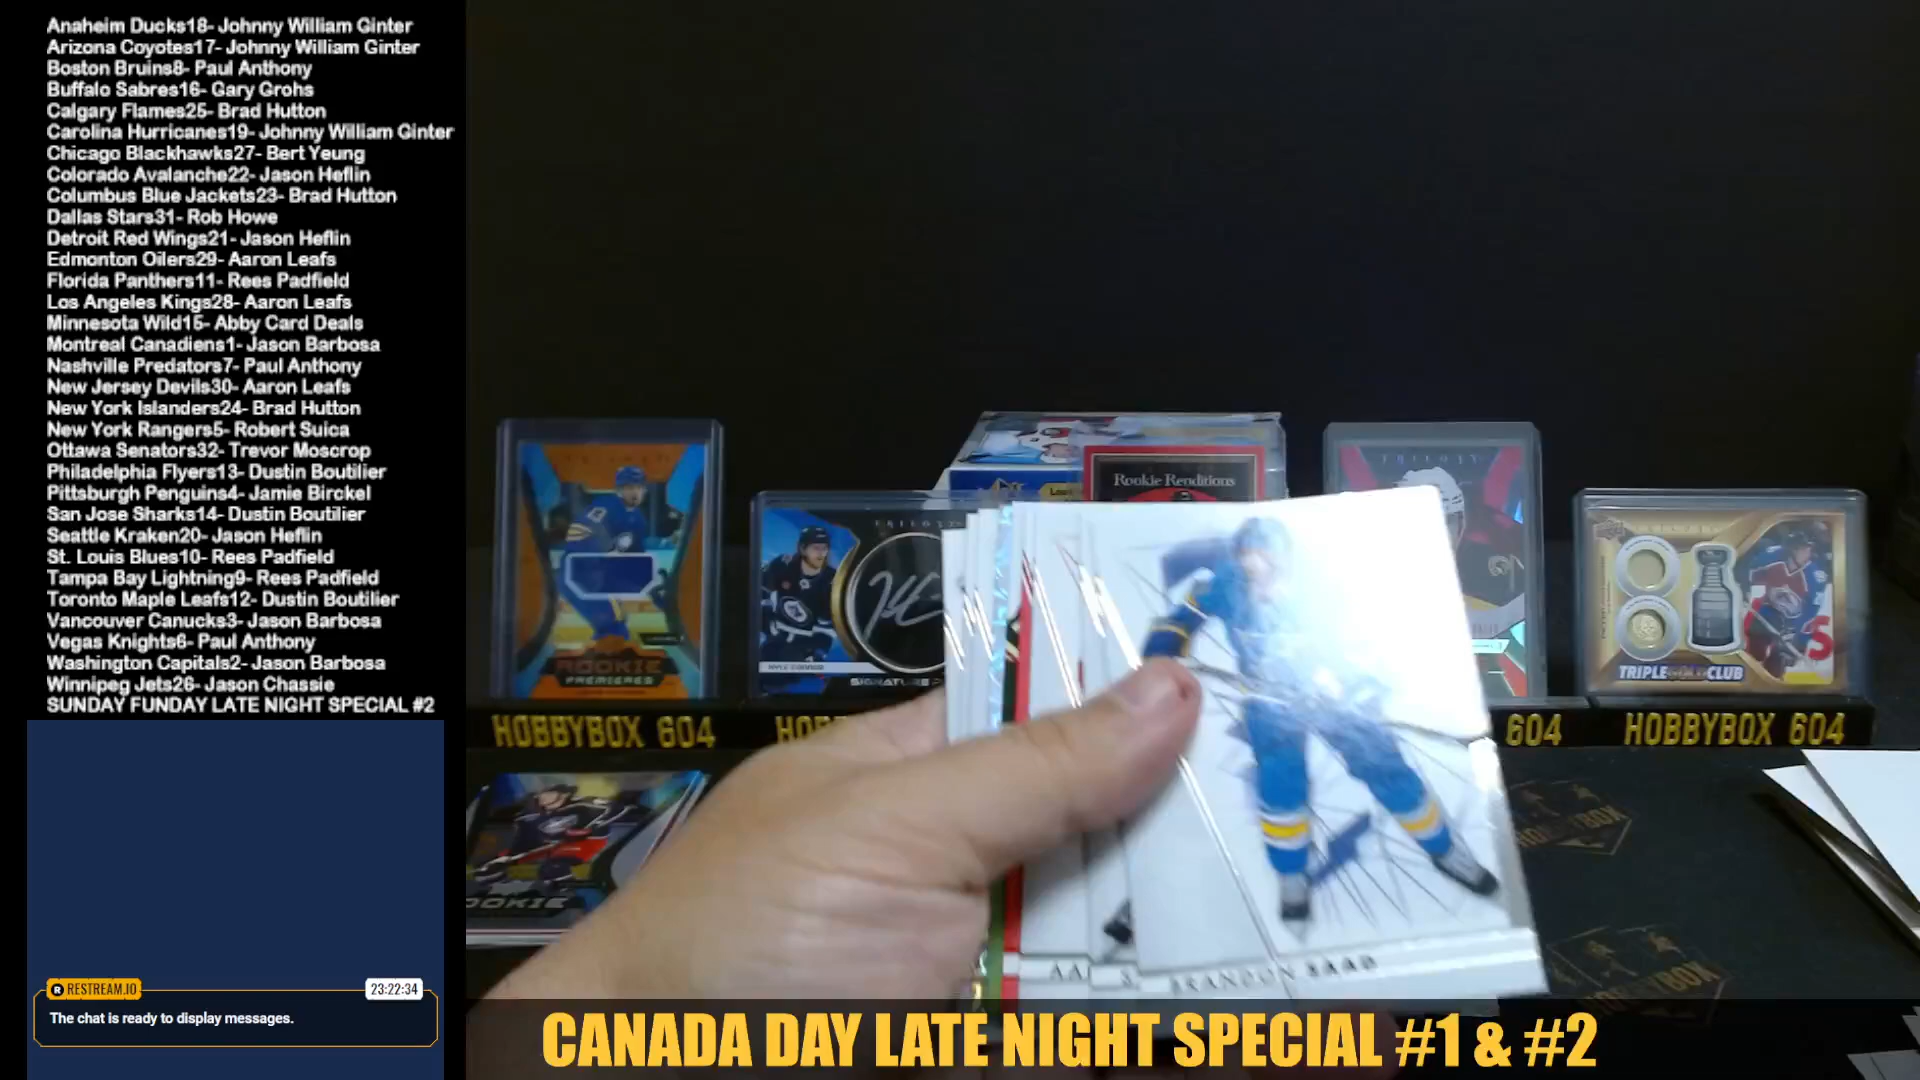 Anaheim Ducks18- Johnny William Ginter
Arizona Coyotes17- Johnny William Ginter
Boston Bruins8- Paul Anthony
Buffalo Sabres16- Gary Grohs
Calgary Flames25- Brad Hutton
Carolina Hurricanes19- Johnny William Ginter
Chicago Blackhawks27- Bert Yeung
Colorado Avalanche22- Jason Heflin
Columbus Blue Jackets23- Brad Hutton
Dallas Stars31- Rob Howe
Detroit Red Wings21- Jason Heflin
Edmonton Oilers29- Aaron Leafs
Florida Panthers11- Rees Padfield
Los Angeles Kings28- Aaron Leafs
Minnesota Wild15- Abby Card Deals
Montreal Canadiens1- Jason Barbosa
Nashville Predators7- Paul Anthony
New Jersey Devils30- Aaron Leafs
New York Islanders24- Brad Hutton
New York Rangers5- Robert Suica
Ottawa Senators32- Trevor Moscrop
Philadelphia Flyers13- Dustin Boutilier
Pittsburgh Penguins4- Jamie Birckel
San Jose Sharks14- Dustin Boutilier
Seattle Kraken20- Jason Heflin
St. Louis Blues10- Rees Padfield
Tampa Bay Lightning9- Rees Padfield
Toronto Maple Leafs12- Dustin Boutilier
Vancouver Canucks3- Jason Barbosa
Vegas Knights6- Paul Anthony
Washington Capitals2- Jason Barbosa
Winnipeg Jets26- Jason Chassie
SUNDAY FUNDAY LATE NIGHT SPECIAL #2
RESTREAM.IO
23:22:34
The chat is ready to display messages.
Rookie Renditions
TRILOGY
ROOKIE
PREMIERES
KYLE CONNOR
SIGNATURE
TRIPLE GOLD CLUB
HOBBYBOX 604
604
HOBBYBOX 604
BRANDON SAAD
CANADA DAY LATE NIGHT SPECIAL #1 & #2